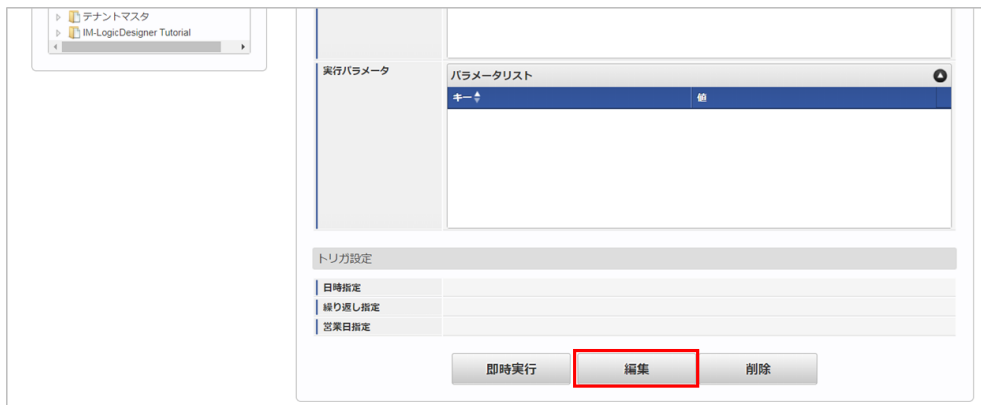 テナントマスタ
IM-LogicDesigner Tutorial
実行パラメータ
パラメータリスト
キー 値
トリガ設定
日時指定
繰り返し指定
営業日指定
即時実行 編集 削除